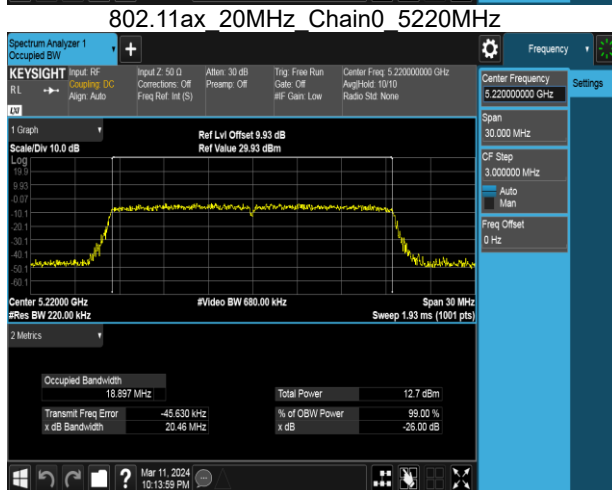 802.11ax_20MHz_Chain0_5220MHz
Spectrum Analyzer 1
Occupied BW
Frequency
KEYSIGHT
RL
LXI
Input: RF
Coupling: DC
Align: Auto
Input Z: 50 Ω
Corrections: Off
Freq Ref: Int (S)
Atten: 30 dB
Preamp: Off
Trig: Free Run
Gate: Off
#IF Gain: Low
Center Freq: 5.220000000 GHz
Avg|Hold: 10/10
Radio Std: None
Center Frequency
5.220000000 GHz
Settings
Span
30.000 MHz
CF Step
3.000000 MHz
Auto
Man
Freq Offset
0 Hz
1 Graph
Scale/Div 10.0 dB
Ref Lvl Offset 9.93 dB
Ref Value 29.93 dBm
Log
19.9
9.93
-0.07
-10.1
-20.1
-30.1
-40.1
-50.1
-60.1
Center 5.22000 GHz
#Video BW 680.00 kHz
Span 30 MHz
#Res BW 220.00 kHz
Sweep 1.93 ms (1001 pts)
2 Metrics
Occupied Bandwidth
18.897 MHz
Total Power 12.7 dBm
Transmit Freq Error -45.630 kHz
% of OBW Power 99.00 %
x dB Bandwidth 20.46 MHz
x dB -26.00 dB
Mar 11, 2024
10:13:59 PM